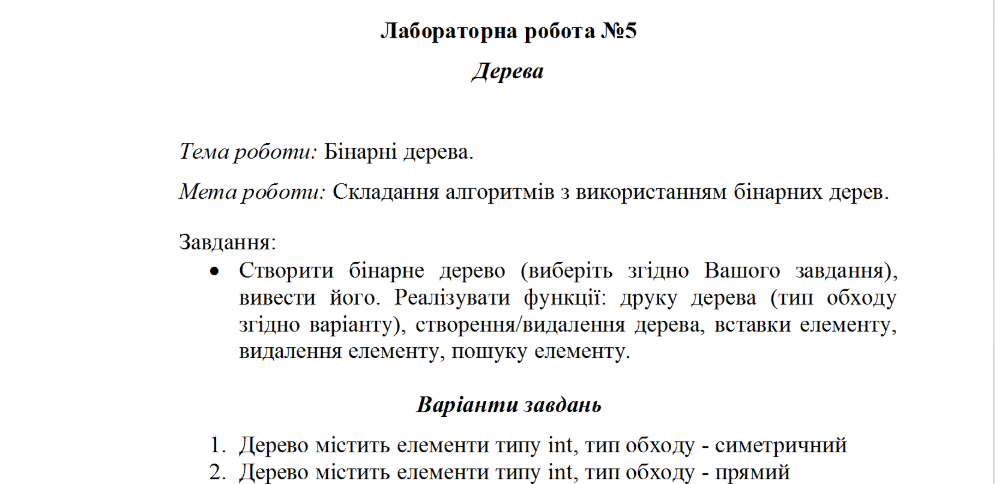 Лабораторна робота №5
Дерева
Тема роботи: Бінарні дерева.
Мета роботи: Складання алгоритмів з використанням бінарних дерев.
Завдання:
• Створити бінарне дерево (виберіть згідно Вашого завдання),
вивести його. Реалізувати функції: друку дерева (тип обходу
згідно варіанту), створення/видалення дерева, вставки елементу,
видалення елементу, пошуку елементу.
Варіанти завдань
1. Дерево містить елементи типу int, тип обходу - симетричний
2. Дерево містить елементи типу int, тип обходу - прямий